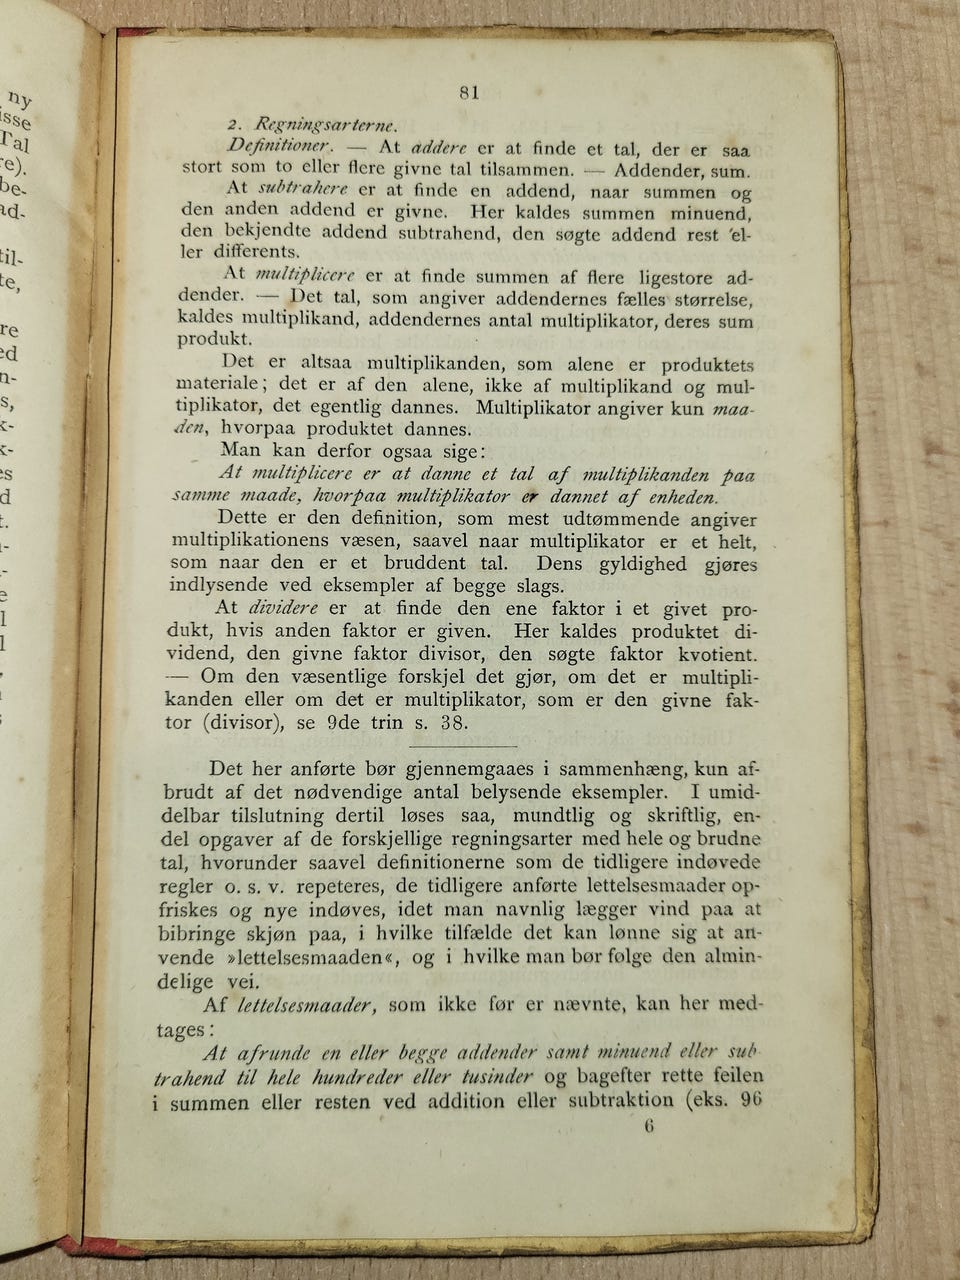 ny
isse
Tal
re).
be-
ad-
til-
te,
re
ed
n-
s,
k-
k-
es
d
t.
81
2. Regningsarterne.
Definitioner. — At addere er at finde et tal, der er saa
stort som to eller flere givne tal tilsammen. — Addender, sum.
At subtrahere er at finde en addend, naar summen og
den anden addend er givne. Her kaldes summen minuend,
den bekjendte addend subtrahend, den søgte addend rest el-
ler differents.
At multiplicere er at finde summen af flere ligestore ad-
dender. — Det tal, som angiver addendernes fælles størrelse,
kaldes multiplikand, addendernes antal multiplikator, deres sum
produkt.
Det er altsaa multiplikanden, som alene er produktets
materiale; det er af den alene, ikke af multiplikand og mul-
tiplikator, det egentlig dannes. Multiplikator angiver kun maa-
den, hvorpaa produktet dannes.
Man kan derfor ogsaa sige:
At multiplicere er at danne et tal af multiplikanden paa
samme maade, hvorpaa multiplikator er dannet af enheden.
Dette er den definition, som mest udtømmende angiver
multiplikationens væsen, saavel naar multiplikator er et helt,
som naar den er et bruddent tal. Dens gyldighed gjøres
indlysende ved eksempler af begge slags.
At dividere er at finde den ene faktor i et givet pro-
dukt, hvis anden faktor er given. Her kaldes produktet di-
vidend, den givne faktor divisor, den søgte faktor kvotient.
— Om den væsentlige forskjel det gjør, om det er multipli-
kanden eller om det er multiplikator, som er den givne fak-
tor (divisor), se 9de trin s. 38.
Det her anførte bør gjennemgaaes i sammenhæng, kun af-
brudt af det nødvendige antal belysende eksempler. I umid-
delbar tilslutning dertil løses saa, mundtlig og skriftlig, en-
del opgaver af de forskjellige regningsarter med hele og brudne
tal, hvorunder saavel definitionerne som de tidligere indøvede
regler o. s. v. repeteres, de tidligere anførte lettelsesmaader op-
friskes og nye indøves, idet man navnlig lægger vind paa at
bibringe skjøn paa, i hvilke tilfælde det kan lønne sig at an-
vende »lettelsesmaaden«, og i hvilke man bør følge den almin-
delige vei.
Af lettelsesmaader, som ikke før er nævnte, kan her med-
tages:
At afrunde en eller begge addender samt minuend eller sub
trahend til hele hundreder eller tusinder og bagefter rette feilen
i summen eller resten ved addition eller subtraktion (eks. 96
6